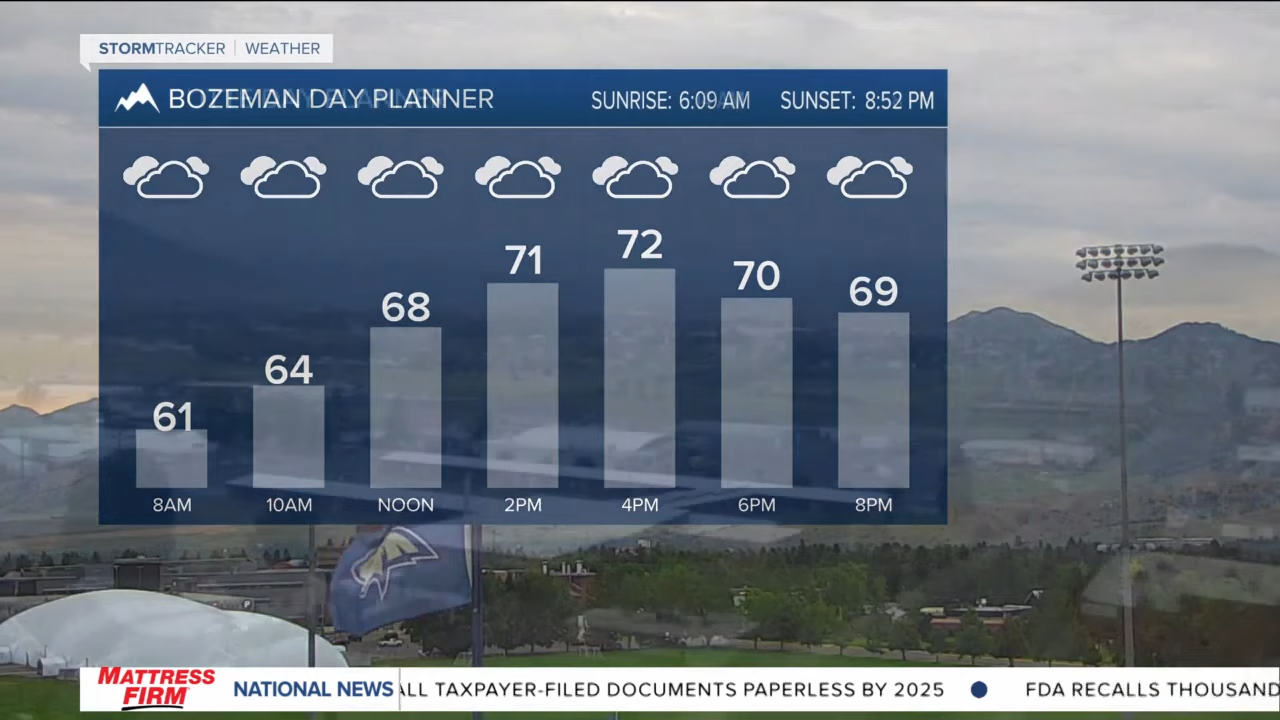 STORMTRACKER WEATHER
BOZEMAN DAY PLANNER SUNRISE: 6:09 AM SUNSET: 8:52 PM
61 64 68 71 72 70 69
8AM 10AM NOON 2PM 4PM 6PM 8PM
MATTRESS FIRM
NATIONAL NEWS ALL TAXPAYER-FILED DOCUMENTS PAPERLESS BY 2025 FDA RECALLS THOUSAND